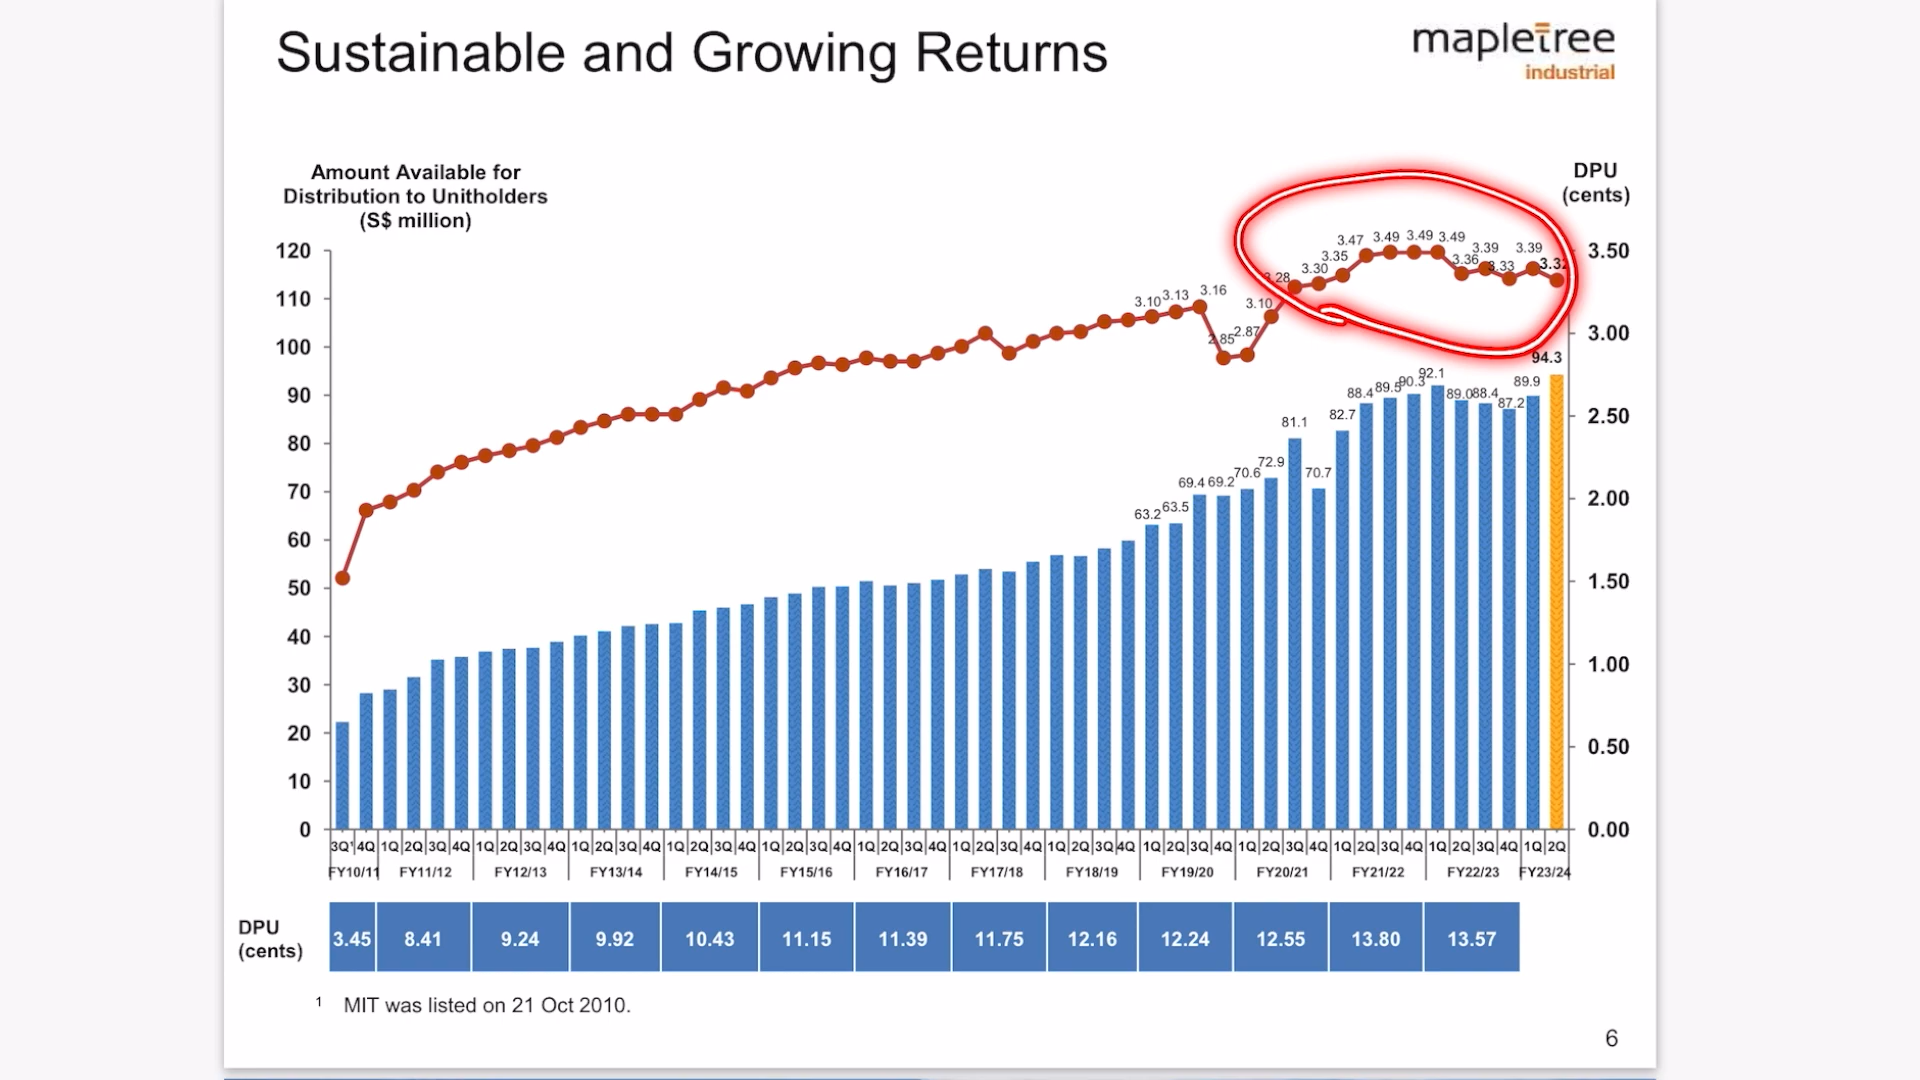 Sustainable and Growing Returns
mapletree
industrial
Amount Available for
Distribution to Unitholders
(S$ million)
DPU
(cents)
120
110
100
90
80
70
60
50
40
30
20
10
0
3.50
3.00
2.50
2.00
1.50
1.00
0.50
0.00
3.10 3.13 3.16 2.85 2.87 3.10 3.28 3.30 3.35 3.47 3.49 3.49 3.49 3.36 3.39 3.33 3.39 3.32
63.2 63.5 69.4 69.2 70.6 72.9 81.1 70.7 82.7 88.4 89.5 90.3 92.1 89.0 88.4 87.2 89.9 94.3
3Q¹ 4Q 1Q 2Q 3Q 4Q 1Q 2Q 3Q 4Q 1Q 2Q 3Q 4Q 1Q 2Q 3Q 4Q 1Q 2Q 3Q 4Q 1Q 2Q 3Q 4Q 1Q 2Q 3Q 4Q 1Q 2Q 3Q 4Q 1Q 2Q 3Q 4Q 1Q 2Q 3Q 4Q 1Q 2Q 3Q 4Q 1Q 2Q 3Q 4Q 1Q 2Q
FY10/11 FY11/12 FY12/13 FY13/14 FY14/15 FY15/16 FY16/17 FY17/18 FY18/19 FY19/20 FY20/21 FY21/22 FY22/23 FY23/24
DPU
(cents)
3.45 8.41 9.24 9.92 10.43 11.15 11.39 11.75 12.16 12.24 12.55 13.80 13.57
¹ MIT was listed on 21 Oct 2010.
6